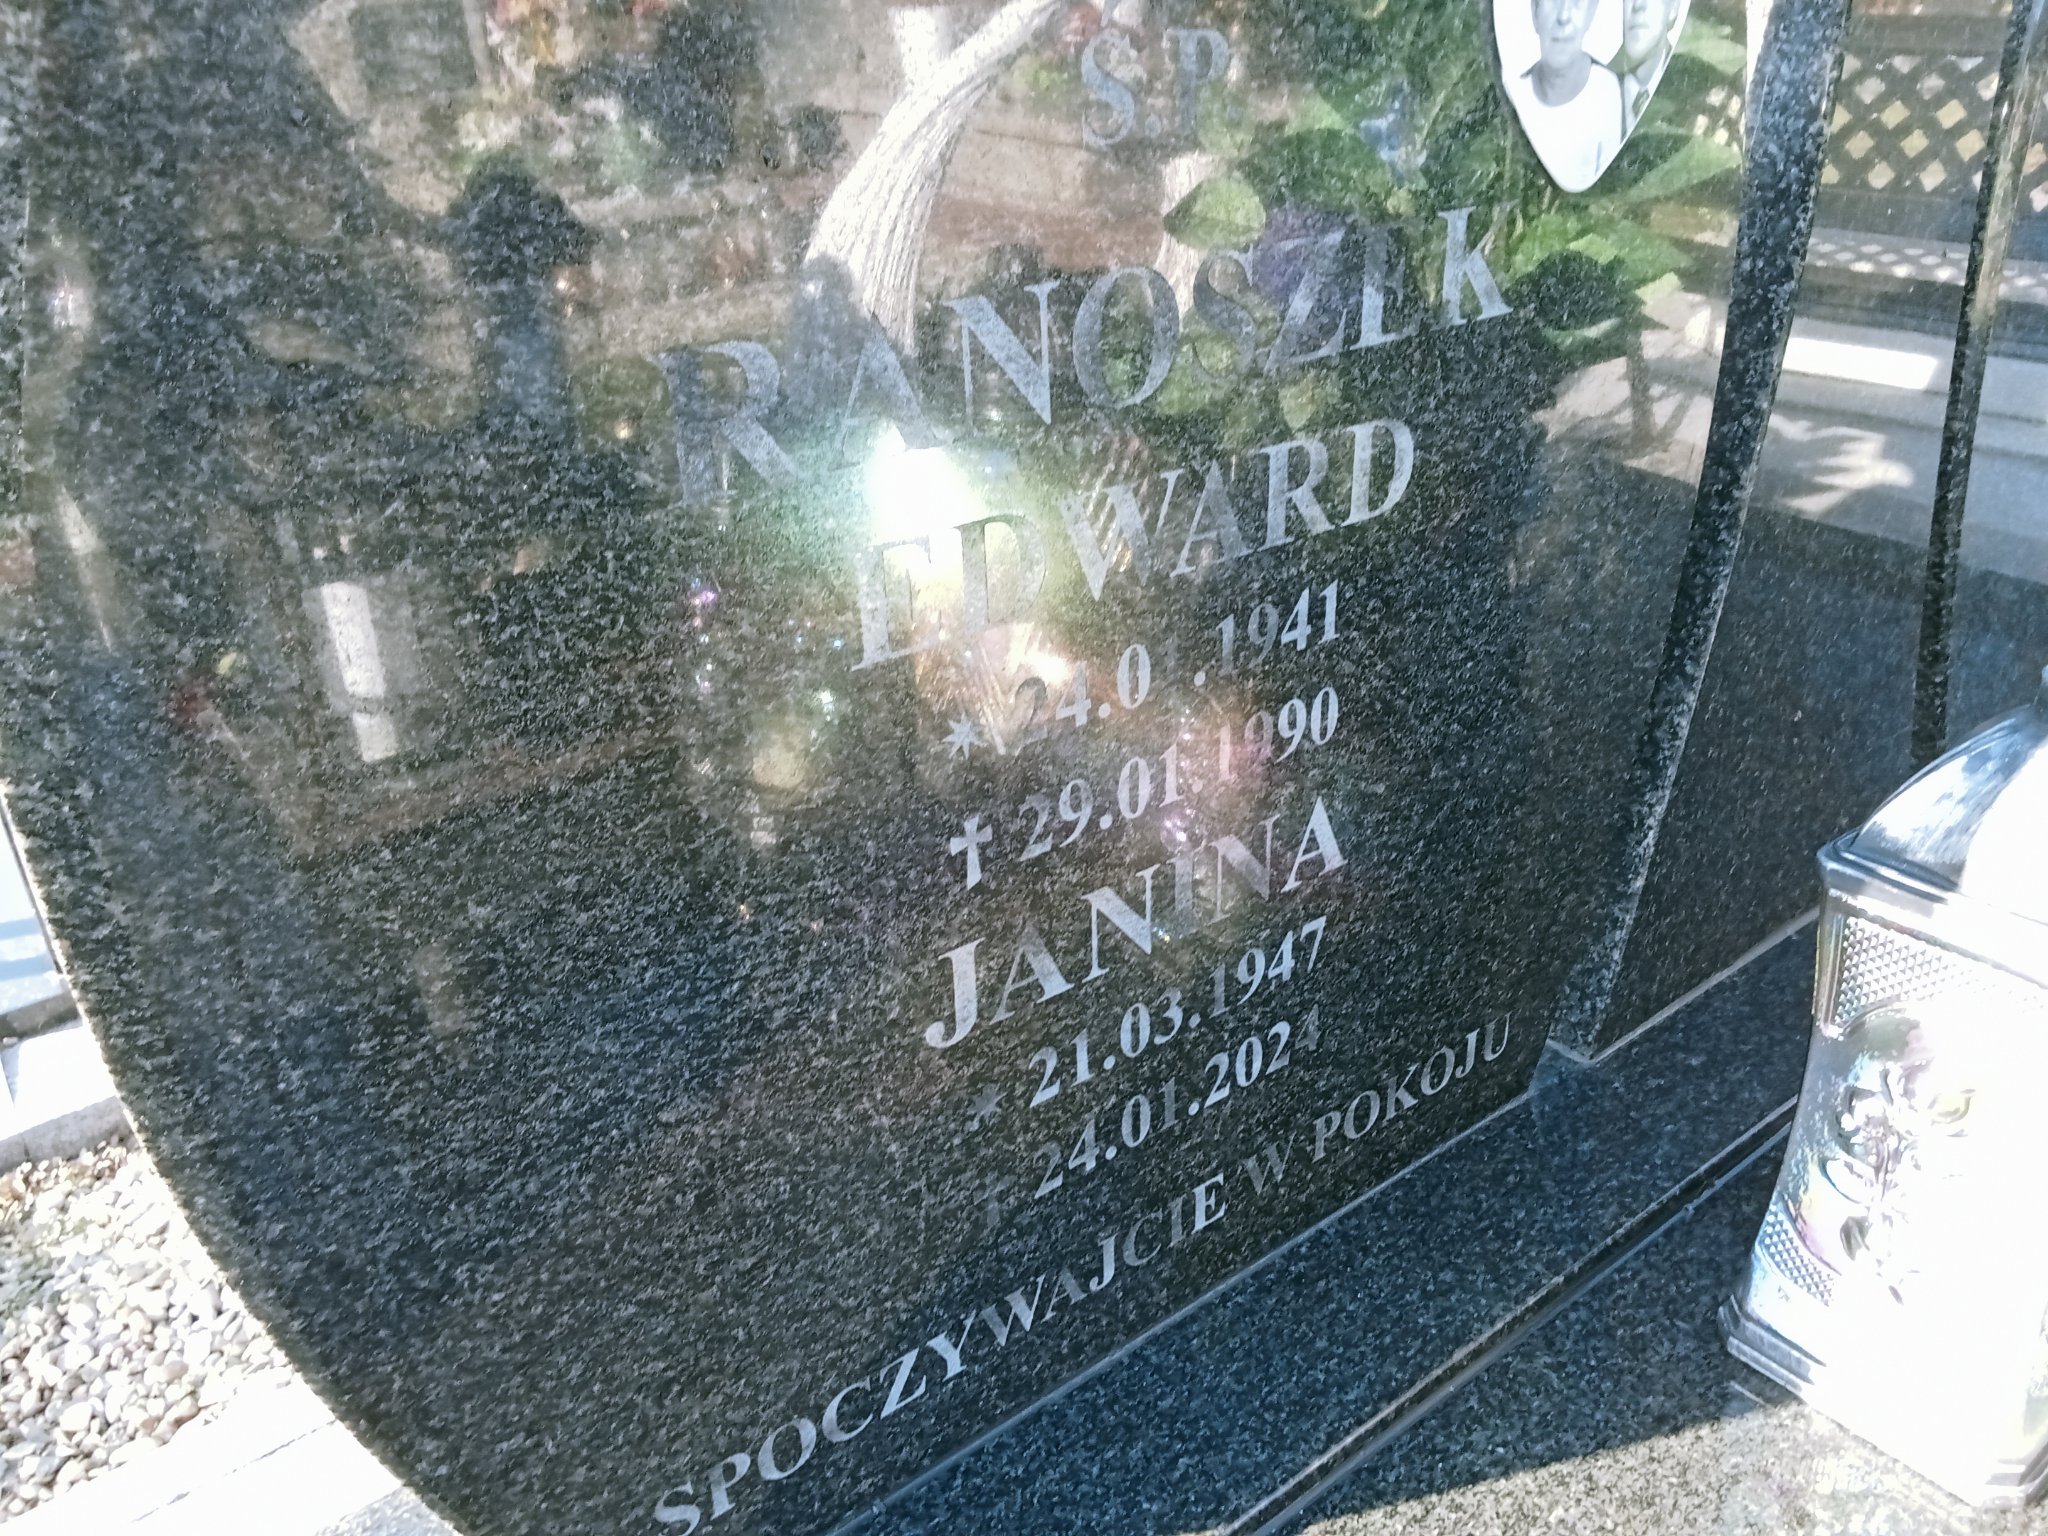 Ś.P.
RANOSZEK
EDWARD
* 24.01.1941
✝ 29.01.1990
JANINA
* 21.03.1947
✝ 24.01.2024
SPOCZYWAJCIE W POKOJU